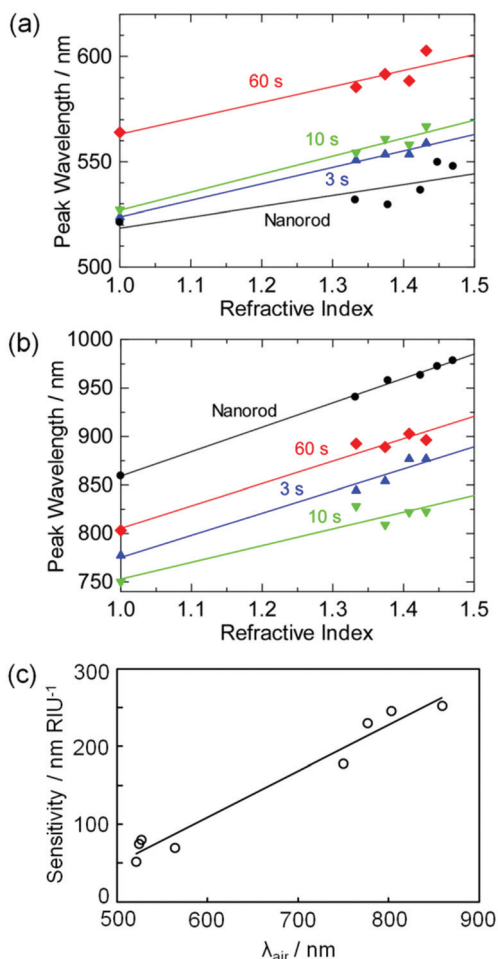 (a)
Peak Wavelength / nm
600
550
500
60 s
10 s
3 s
Nanorod
1.0 1.1 1.2 1.3 1.4 1.5
Refractive Index
(b)
Peak Wavelength / nm
1000
950
900
850
800
750
Nanorod
60 s
3 s
10 s
1.0 1.1 1.2 1.3 1.4 1.5
Refractive Index
(c)
Sensitivity / nm RIU⁻¹
300
200
100
0
500 600 700 800 900
λair / nm